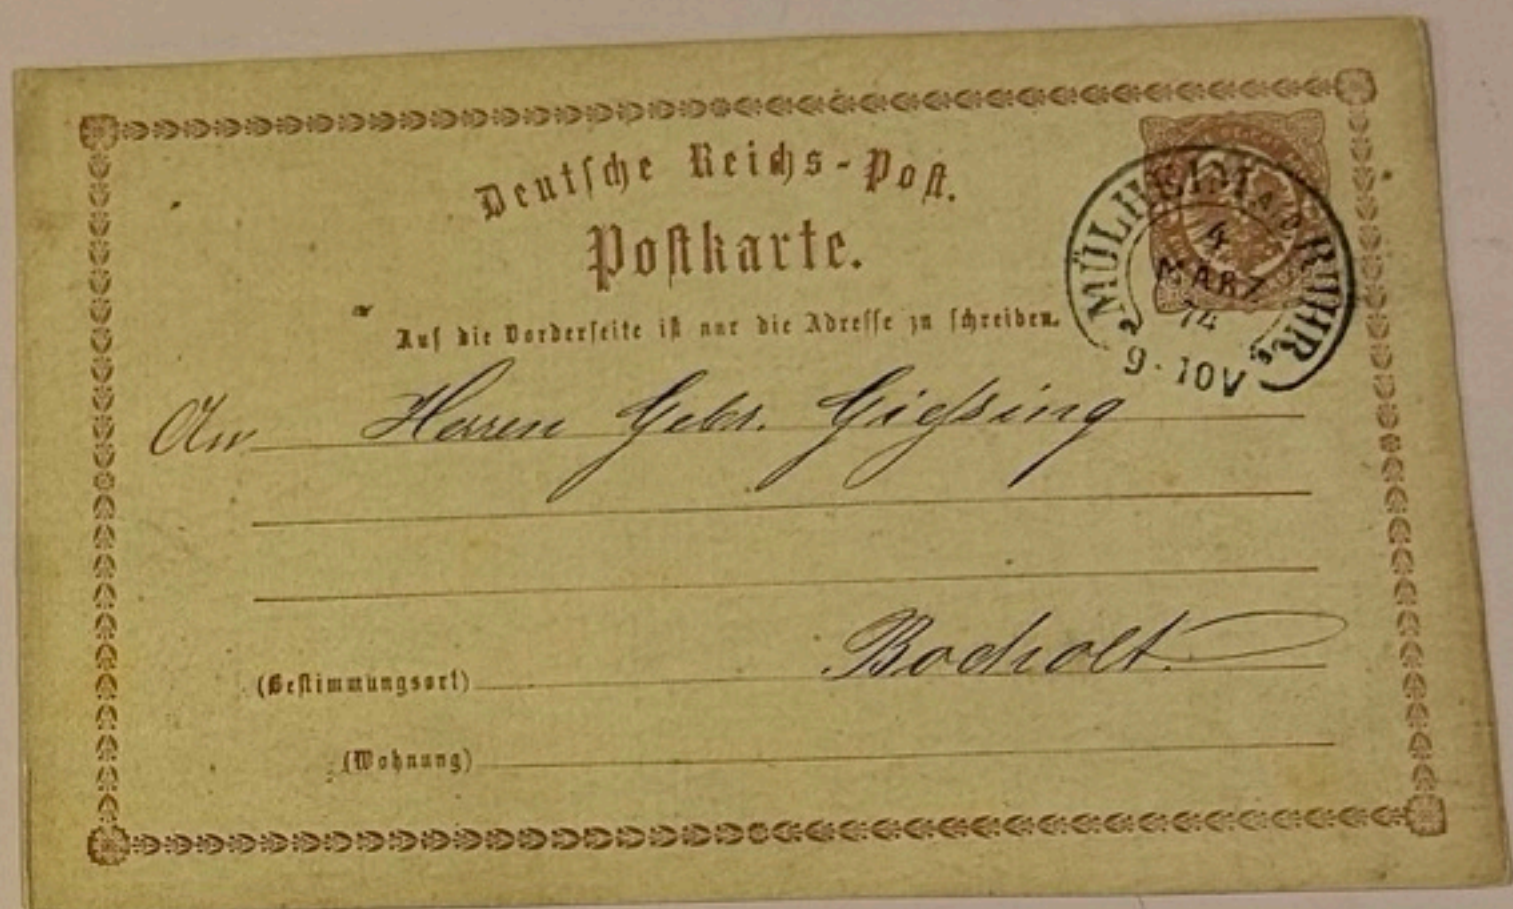 Deutsche Reichs-Post.
Postkarte.
MÜLHEIM A/D RUHR.
4
MÄRZ
74
9-10V
Auf die Vorderseite ist nur die Adresse zu schreiben.
An Herren Gebr. Gießing
Bocholt.
(Bestimmungsort)
(Wohnung)